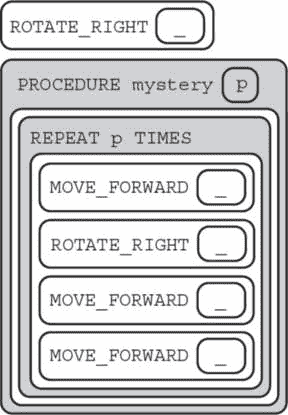 ROTATE_RIGHT _
PROCEDURE mystery p
REPEAT p TIMES
MOVE_FORWARD _
ROTATE_RIGHT _
MOVE_FORWARD _
MOVE_FORWARD _